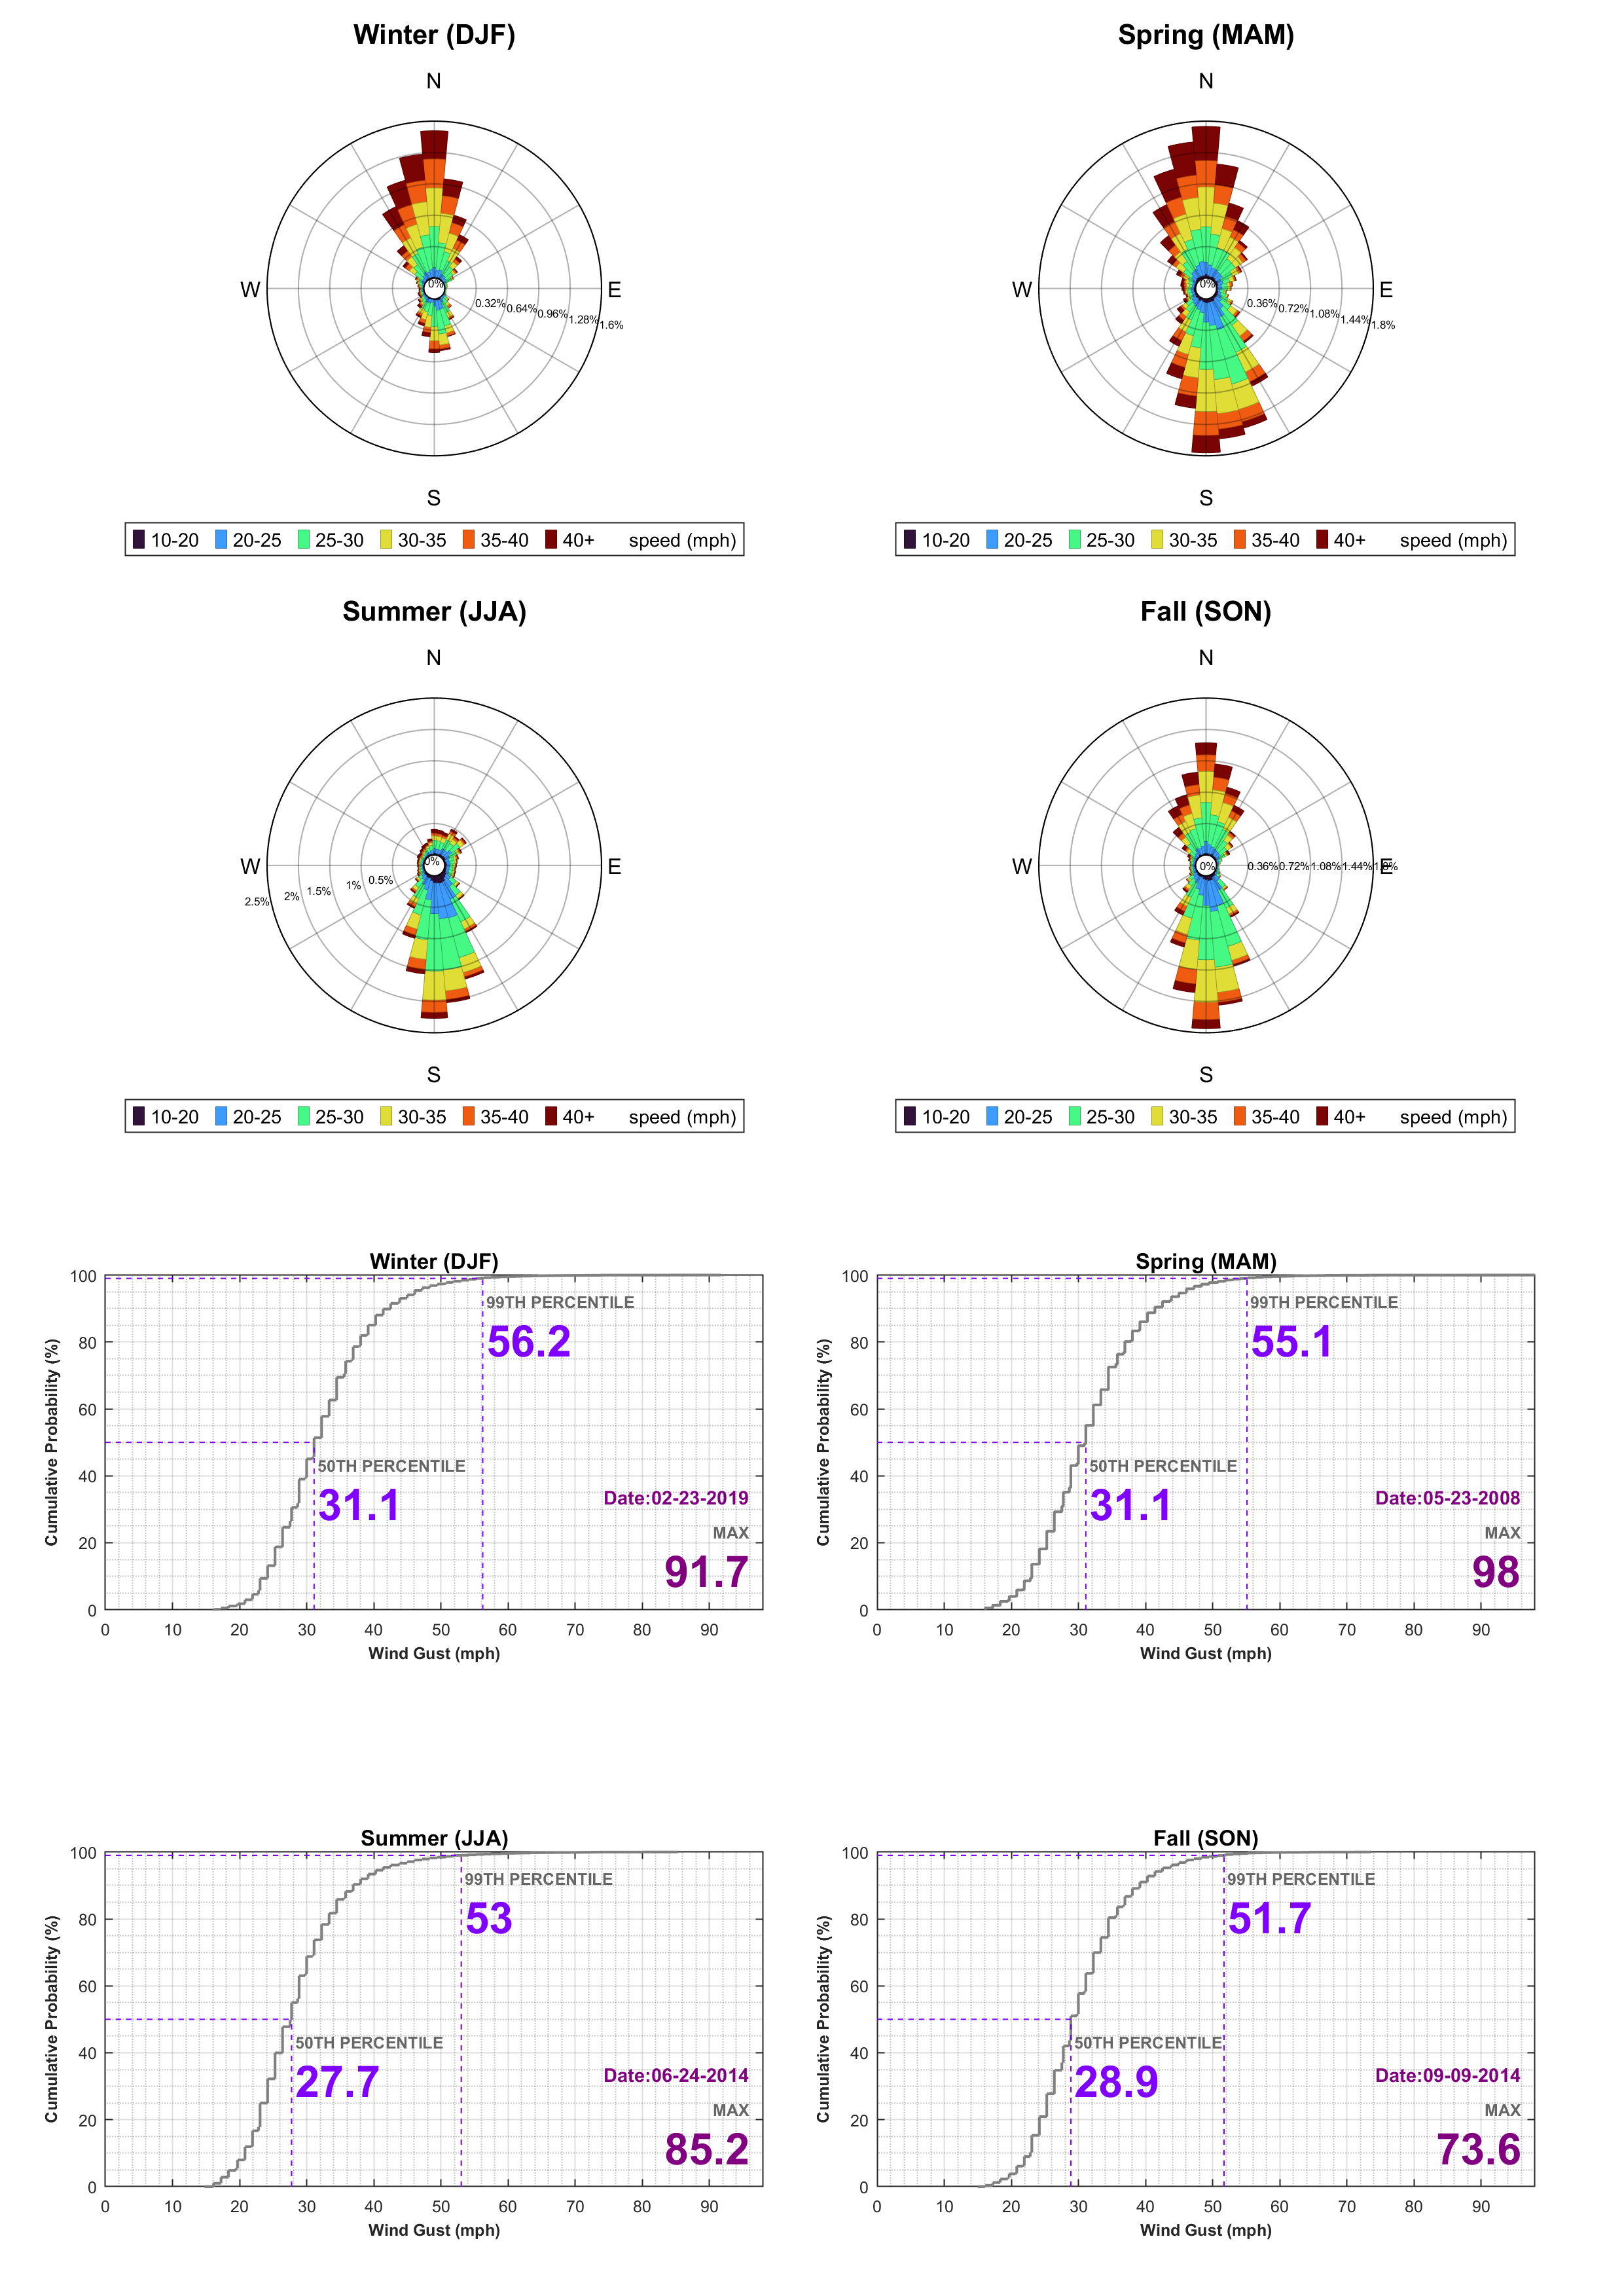 Winter (DJF)
N
W
E
0%
0.32%
0.64%
0.96%
1.28%
1.6%
S
10-20 20-25 25-30 30-35 35-40 40+ speed (mph)
Spring (MAM)
N
W
E
0%
0.36%
0.72%
1.08%
1.44%
1.8%
S
10-20 20-25 25-30 30-35 35-40 40+ speed (mph)
Summer (JJA)
N
W
E
0%
0.5%
1%
1.5%
2%
2.5%
S
10-20 20-25 25-30 30-35 35-40 40+ speed (mph)
Fall (SON)
N
W
E
0%
0.36%
0.72%
1.08%
1.44%
1.8%
S
10-20 20-25 25-30 30-35 35-40 40+ speed (mph)
Winter (DJF)
Cumulative Probability (%)
100
80
60
40
20
0
99TH PERCENTILE
56.2
50TH PERCENTILE
31.1
Date:02-23-2019
MAX
91.7
0 10 20 30 40 50 60 70 80 90
Wind Gust (mph)
Spring (MAM)
Cumulative Probability (%)
100
80
60
40
20
0
99TH PERCENTILE
55.1
50TH PERCENTILE
31.1
Date:05-23-2008
MAX
98
0 10 20 30 40 50 60 70 80 90
Wind Gust (mph)
Summer (JJA)
Cumulative Probability (%)
100
80
60
40
20
0
99TH PERCENTILE
53
50TH PERCENTILE
27.7
Date:06-24-2014
MAX
85.2
0 10 20 30 40 50 60 70 80 90
Wind Gust (mph)
Fall (SON)
Cumulative Probability (%)
100
80
60
40
20
0
99TH PERCENTILE
51.7
50TH PERCENTILE
28.9
Date:09-09-2014
MAX
73.6
0 10 20 30 40 50 60 70 80 90
Wind Gust (mph)